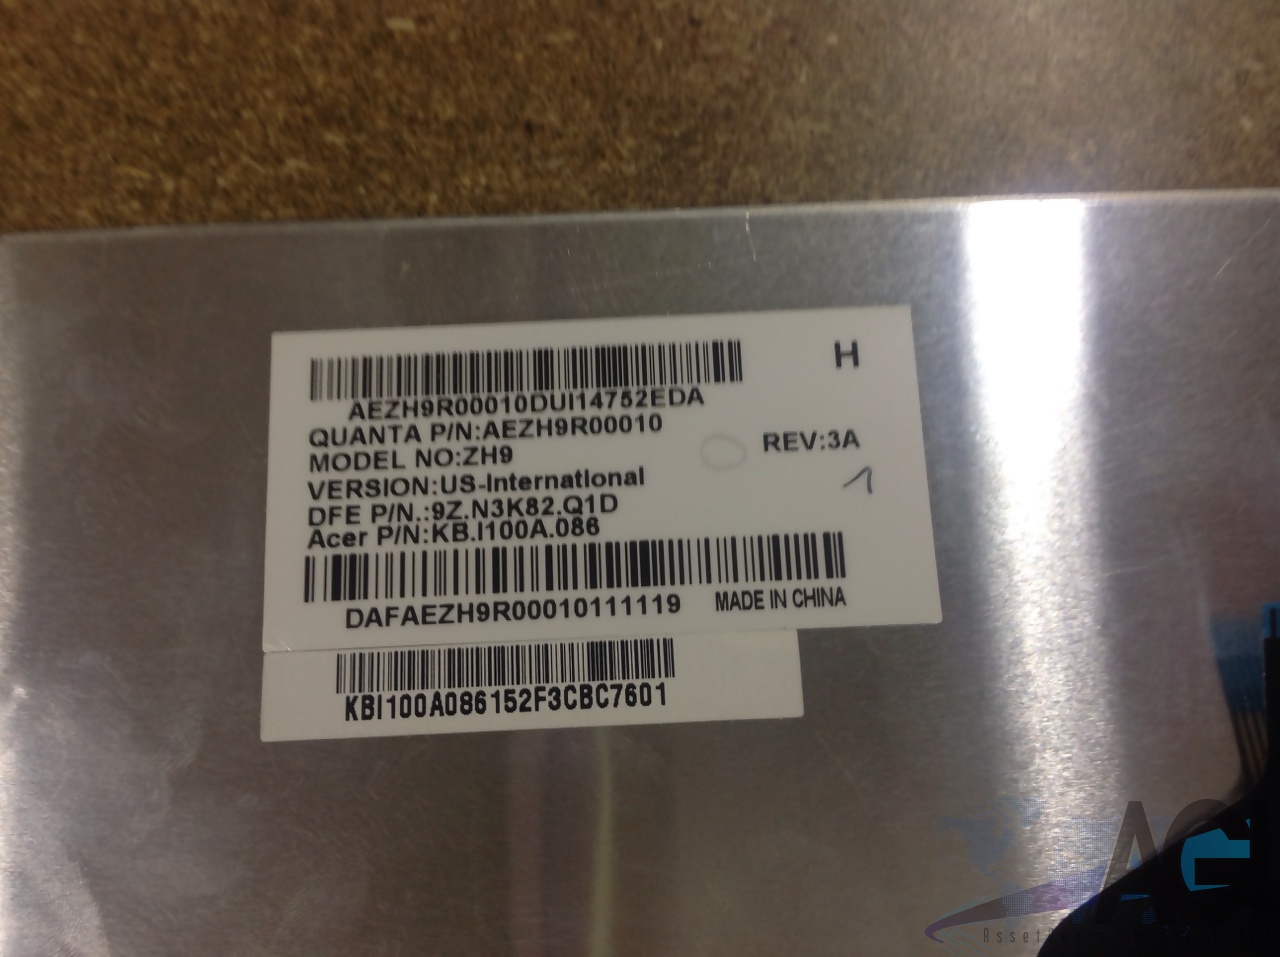 H
AEZH9R00010DUI14752EDA
QUANTA P/N:AEZH9R00010
REV:3A
MODEL NO:ZH9
VERSION:US-International
1
DFE P/N.:9Z.N3K82.Q1D
Acer P/N:KB.I100A.086
DAFAEZH9R00010111119 MADE IN CHINA
KBI100A086152F3CBC7601